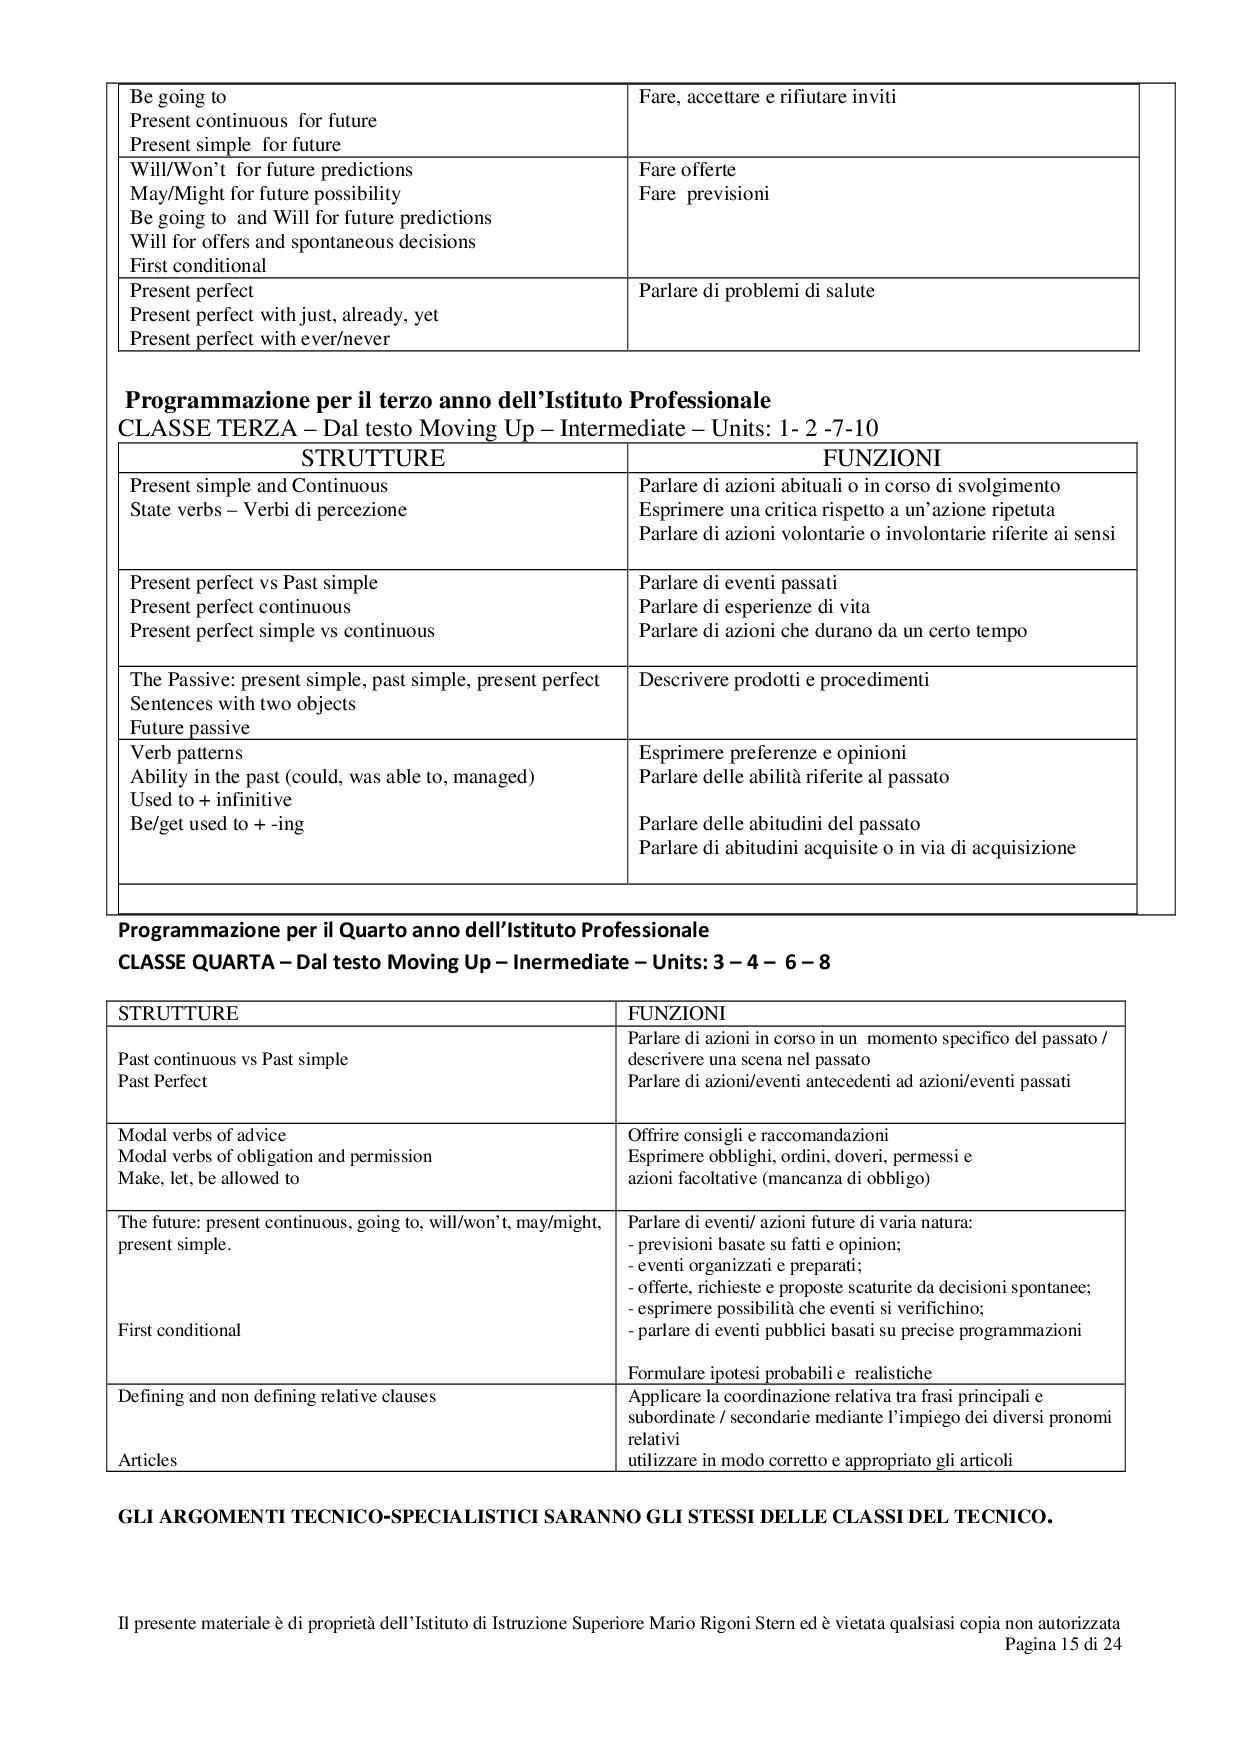 Be going to
Present continuous  for future
Present simple  for future
Fare, accettare e rifiutare inviti
Will/Won’t  for future predictions
May/Might for future possibility
Be going to  and Will for future predictions
Will for offers and spontaneous decisions
First conditional
Fare offerte
Fare  previsioni
Present perfect
Present perfect with just, already, yet
Present perfect with ever/never
Parlare di problemi di salute
Programmazione per il terzo anno dell’Istituto Professionale
CLASSE TERZA – Dal testo Moving Up – Intermediate – Units: 1- 2 -7-10
STRUTTURE
FUNZIONI
Present simple and Continuous
State verbs – Verbi di percezione
Parlare di azioni abituali o in corso di svolgimento
Esprimere una critica rispetto a un’azione ripetuta
Parlare di azioni volontarie o involontarie riferite ai sensi
Present perfect vs Past simple
Present perfect continuous
Present perfect simple vs continuous
Parlare di eventi passati
Parlare di esperienze di vita
Parlare di azioni che durano da un certo tempo
The Passive: present simple, past simple, present perfect
Sentences with two objects
Future passive
Descrivere prodotti e procedimenti
Verb patterns
Ability in the past (could, was able to, managed)
Used to + infinitive
Be/get used to + -ing
Esprimere preferenze e opinioni
Parlare delle abilità riferite al passato
Parlare delle abitudini del passato
Parlare di abitudini acquisite o in via di acquisizione
Programmazione per il Quarto anno dell’Istituto Professionale
CLASSE QUARTA – Dal testo Moving Up – Inermediate – Units: 3 – 4 –  6 – 8
STRUTTURE
FUNZIONI
Past continuous vs Past simple
Past Perfect
Parlare di azioni in corso in un  momento specifico del passato /
descrivere una scena nel passato
Parlare di azioni/eventi antecedenti ad azioni/eventi passati
Modal verbs of advice
Modal verbs of obligation and permission
Make, let, be allowed to
Offrire consigli e raccomandazioni
Esprimere obblighi, ordini, doveri, permessi e
azioni facoltative (mancanza di obbligo)
The future: present continuous, going to, will/won’t, may/might,
present simple.
First conditional
Parlare di eventi/ azioni future di varia natura:
- previsioni basate su fatti e opinion;
- eventi organizzati e preparati;
- offerte, richieste e proposte scaturite da decisioni spontanee;
- esprimere possibilità che eventi si verifichino;
- parlare di eventi pubblici basati su precise programmazioni
Formulare ipotesi probabili e  realistiche
Defining and non defining relative clauses
Articles
Applicare la coordinazione relativa tra frasi principali e
subordinate / secondarie mediante l’impiego dei diversi pronomi
relativi
utilizzare in modo corretto e appropriato gli articoli
GLI ARGOMENTI TECNICO-SPECIALISTICI SARANNO GLI STESSI DELLE CLASSI DEL TECNICO.
Il presente materiale è di proprietà dell’Istituto di Istruzione Superiore Mario Rigoni Stern ed è vietata qualsiasi copia non autorizzata
Pagina 15 di 24